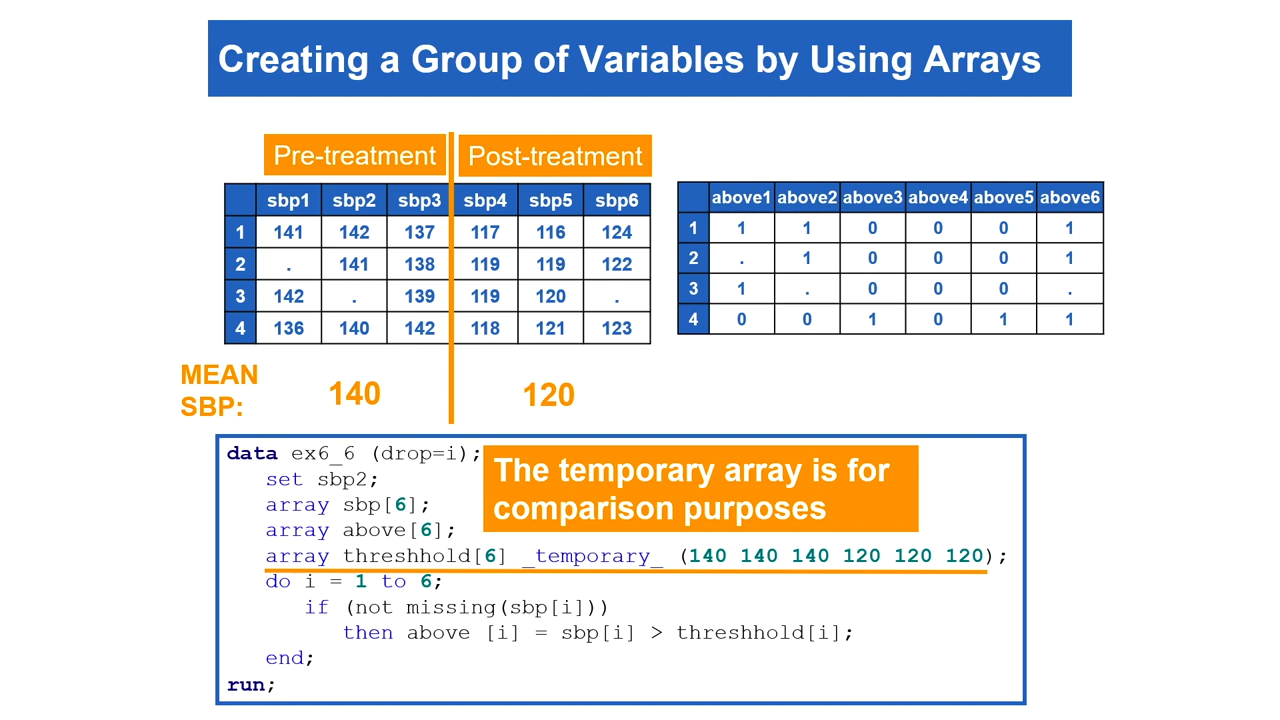 Creating a Group of Variables by Using Arrays
Pre-treatment Post-treatment
sbp1 sbp2 sbp3 sbp4 sbp5 sbp6
1 141 142 137 117 116 124
2 . 141 138 119 119 122
3 142 . 139 119 120 .
4 136 140 142 118 121 123
above1 above2 above3 above4 above5 above6
1 1 1 0 0 0 1
2 . 1 0 0 0 1
3 1 . 0 0 0 .
4 0 0 1 0 1 1
MEAN
SBP:
140 120
data ex6_6 (drop=i);
set sbp2;
array sbp[6];
array above[6];
The temporary array is for
comparison purposes
array threshhold[6] _temporary_ (140 140 140 120 120 120);
do i = 1 to 6;
if (not missing(sbp[i]))
then above [i] = sbp[i] > threshhold[i];
end;
run;